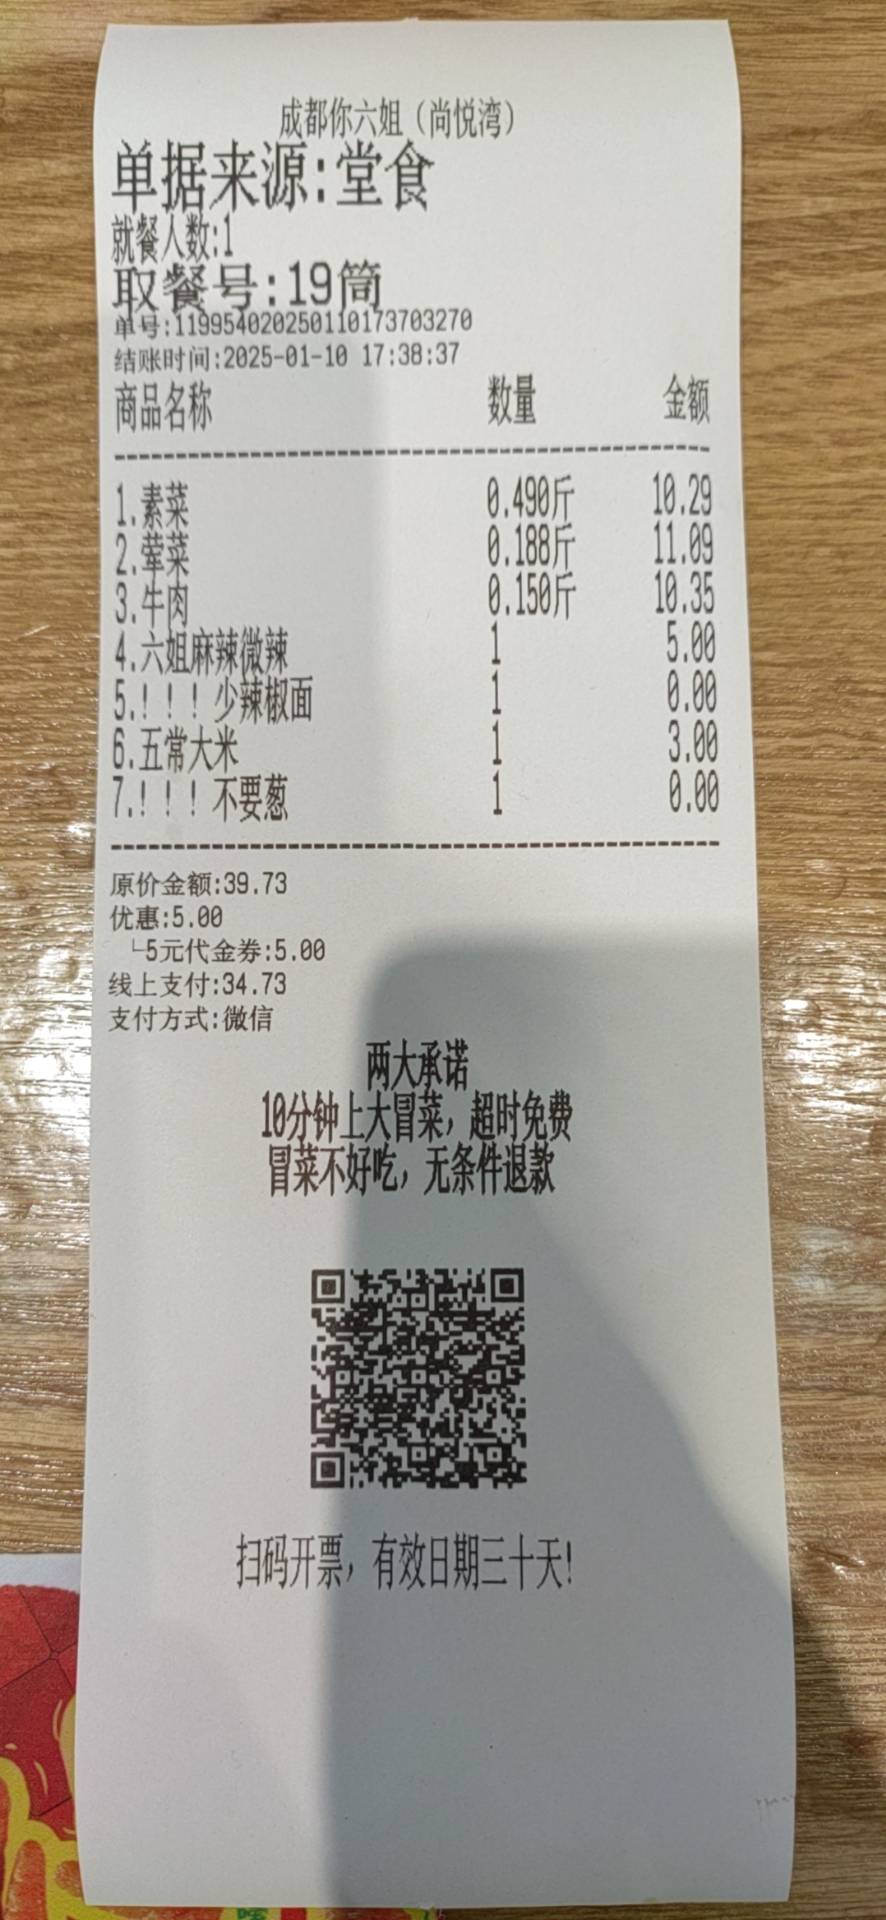 成都你六姐（尚悦湾）
单据来源:堂食
就餐人数:1
取餐号:19筒
单号:119954020250110173703270
结账时间:2025-01-10 17:38:37
商品名称 数量 金额
1.素菜 0.490斤 10.29
2.荤菜 0.188斤 11.09
3.牛肉 0.150斤 10.35
4.六姐麻辣微辣 1 5.00
5.！！！少辣椒面 1 0.00
6.五常大米 1 3.00
7.！！！不要葱 1 0.00
原价金额:39.73
优惠:5.00
└5元代金券:5.00
线上支付:34.73
支付方式:微信
两大承诺
10分钟上大冒菜，超时免费
冒菜不好吃，无条件退款
扫码开票，有效日期三十天!